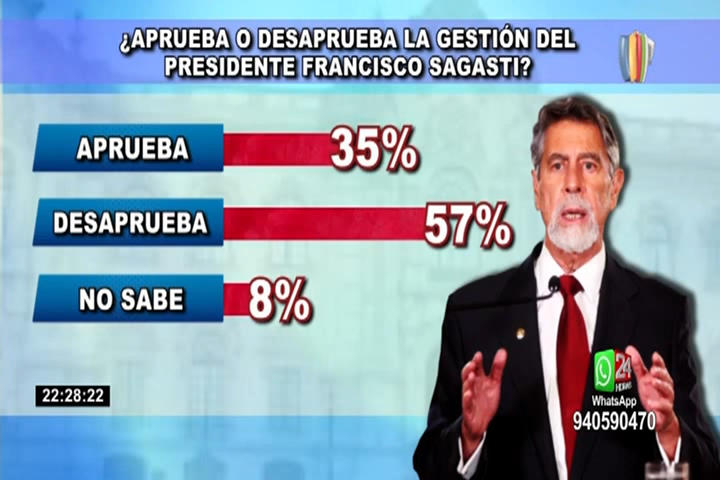 ¿APRUEBA O DESAPRUEBA LA GESTIÓN DEL
PRESIDENTE FRANCISCO SAGASTI?
APRUEBA 35%
DESAPRUEBA 57%
NO SABE 8%
22:28:22
24
HORAS
WhatsApp
940590470